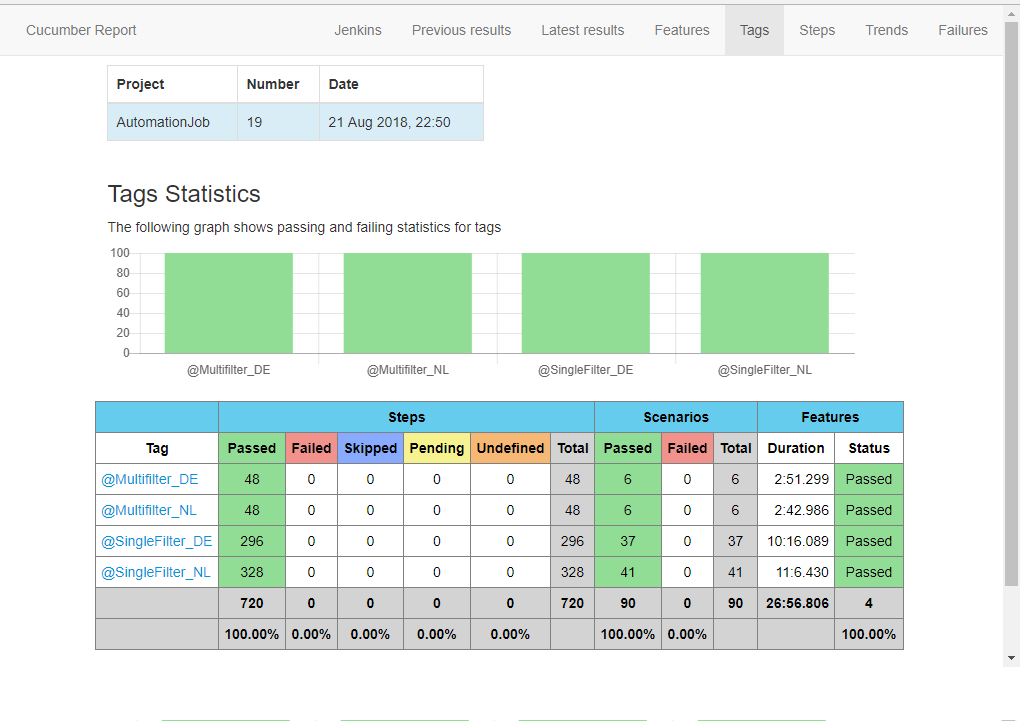 Cucumber Report Jenkins Previous results Latest results Features Tags Steps Trends Failures
Project Number Date
AutomationJob 19 21 Aug 2018, 22:50
Tags Statistics
The following graph shows passing and failing statistics for tags
100
80
60
40
20
0
@Multifilter_DE @Multifilter_NL @SingleFilter_DE @SingleFilter_NL
Steps Scenarios Features
Tag Passed Failed Skipped Pending Undefined Total Passed Failed Total Duration Status
@Multifilter_DE 48 0 0 0 0 48 6 0 6 2:51.299 Passed
@Multifilter_NL 48 0 0 0 0 48 6 0 6 2:42.986 Passed
@SingleFilter_DE 296 0 0 0 0 296 37 0 37 10:16.089 Passed
@SingleFilter_NL 328 0 0 0 0 328 41 0 41 11:6.430 Passed
720 0 0 0 0 720 90 0 90 26:56.806 4
100.00% 0.00% 0.00% 0.00% 0.00% 100.00% 0.00% 100.00%